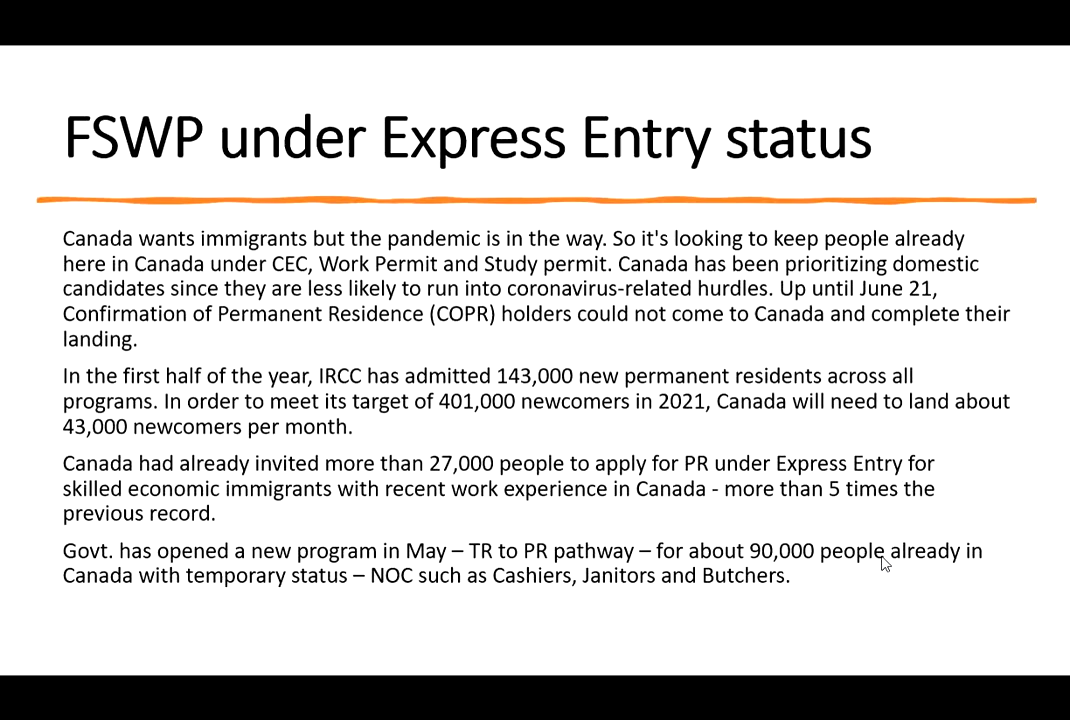 FSWP under Express Entry status
Canada wants immigrants but the pandemic is in the way. So it's looking to keep people already
here in Canada under CEC, Work Permit and Study permit. Canada has been prioritizing domestic
candidates since they are less likely to run into coronavirus-related hurdles. Up until June 21,
Confirmation of Permanent Residence (COPR) holders could not come to Canada and complete their
landing.
In the first half of the year, IRCC has admitted 143,000 new permanent residents across all
programs. In order to meet its target of 401,000 newcomers in 2021, Canada will need to land about
43,000 newcomers per month.
Canada had already invited more than 27,000 people to apply for PR under Express Entry for
skilled economic immigrants with recent work experience in Canada - more than 5 times the
previous record.
Govt. has opened a new program in May – TR to PR pathway – for about 90,000 people already in
Canada with temporary status – NOC such as Cashiers, Janitors and Butchers.